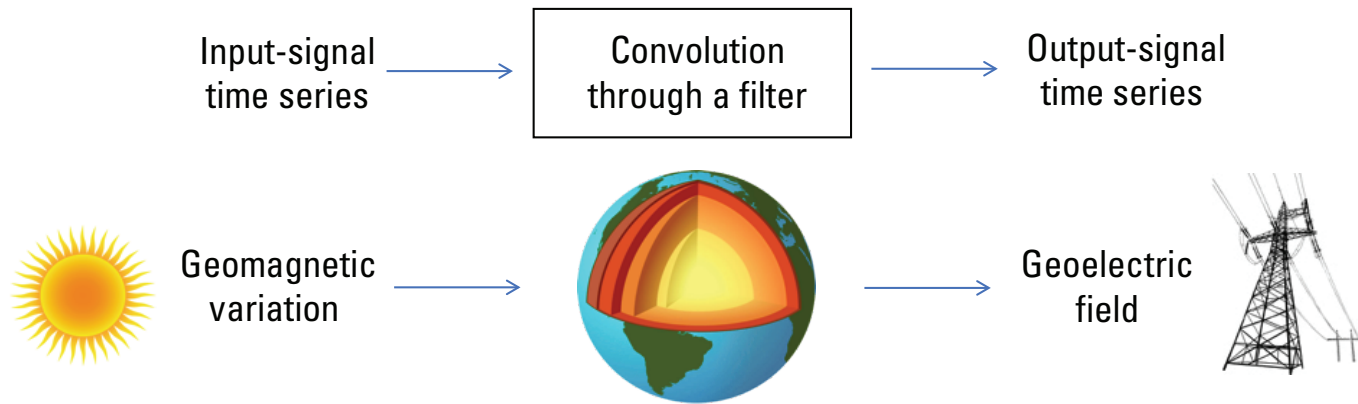 Input-signal
time series
Convolution
through a filter
Output-signal
time series
Geomagnetic
variation
Geoelectric
field